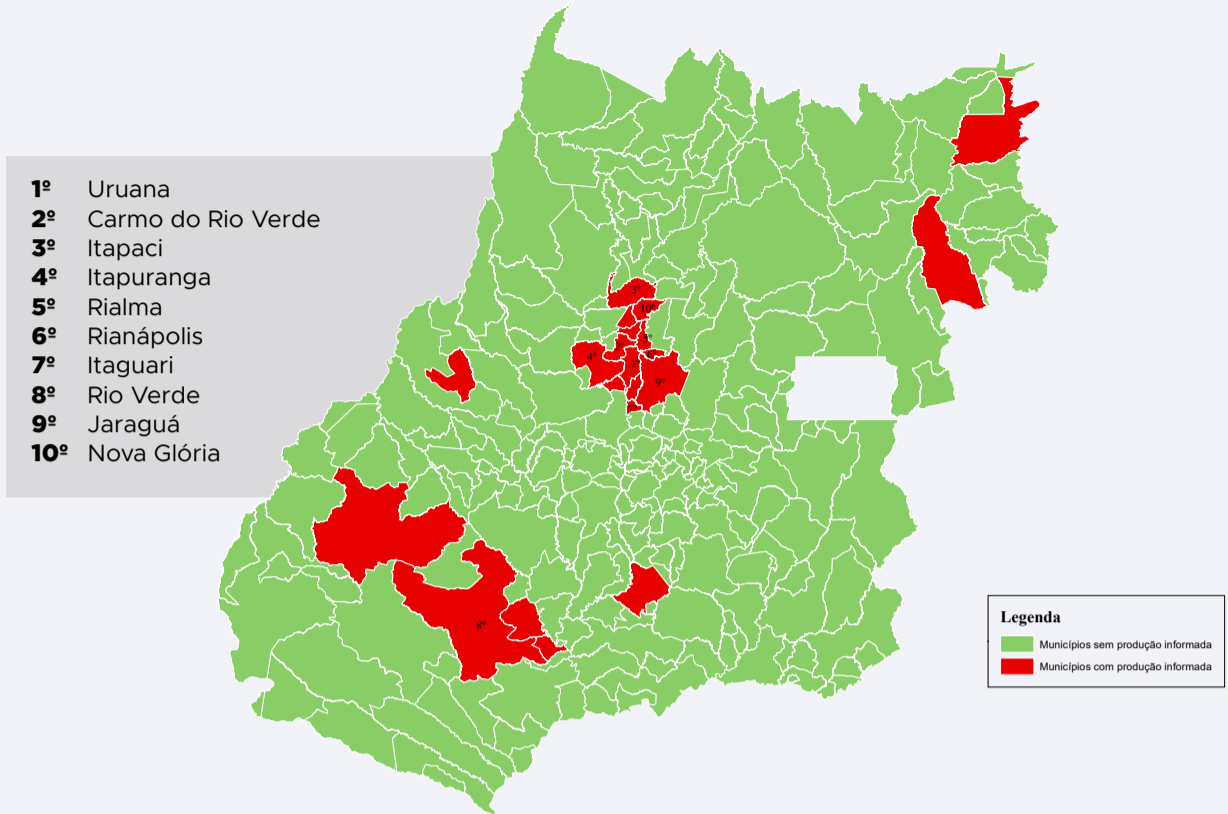 1º Uruana
2º Carmo do Rio Verde
3º Itapaci
4º Itapuranga
5º Rialma
6º Rianápolis
7º Itaguari
8º Rio Verde
9º Jaraguá
10º Nova Glória
3º
10º
4º
1º
9º
8º
Legenda
Municípios sem produção informada
Municípios com produção informada